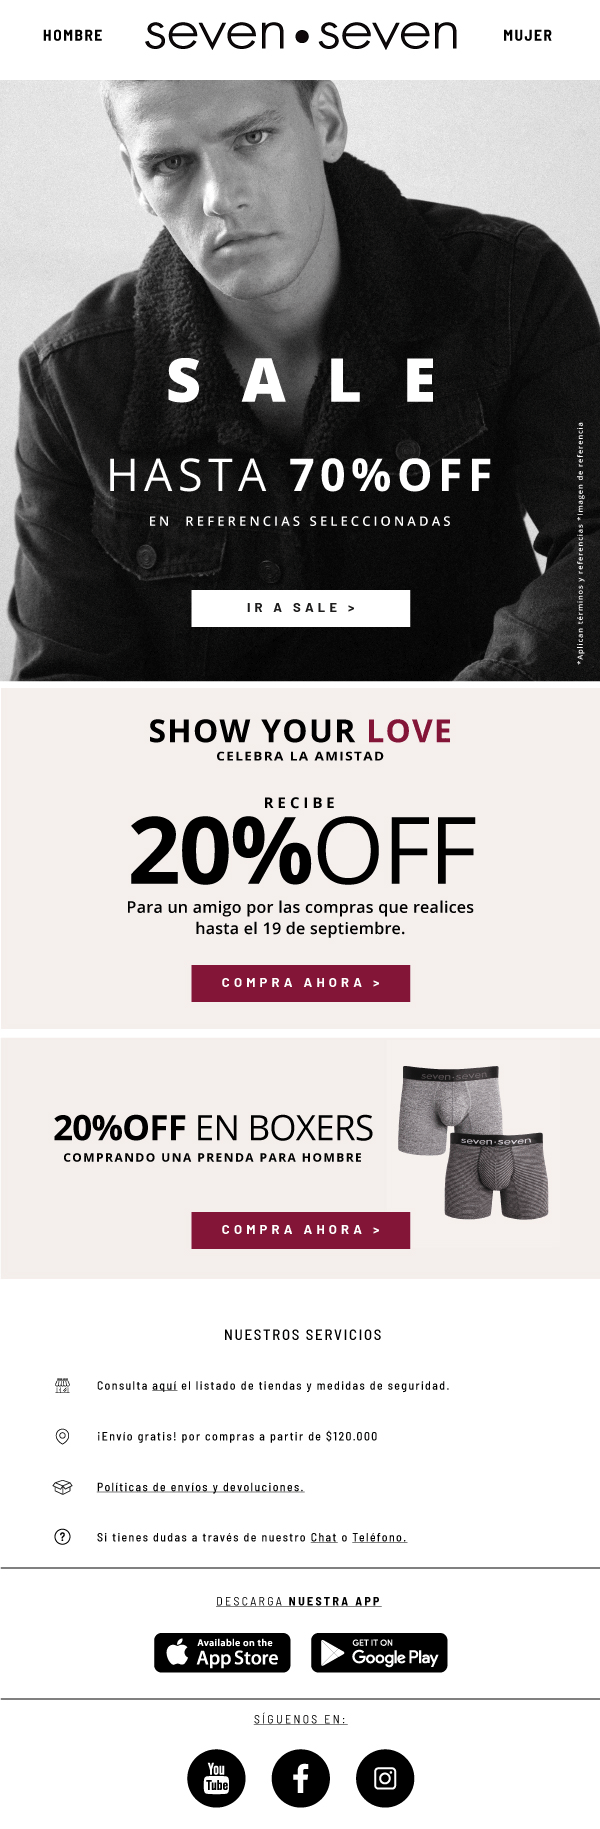 HOMBRE
seven•seven
MUJER
SALE
HASTA 70%OFF
EN REFERENCIAS SELECCIONADAS
*Aplican términos y referencias *Imagen de referencia
IR A SALE >
SHOW YOUR LOVE
CELEBRA LA AMISTAD
RECIBE
20%OFF
Para un amigo por las compras que realices
hasta el 19 de septiembre.
COMPRA AHORA >
seven•seven
seven•seven
20%OFF EN BOXERS
COMPRANDO UNA PRENDA PARA HOMBRE
COMPRA AHORA >
NUESTROS SERVICIOS
Consulta aquí el listado de tiendas y medidas de seguridad.
¡Envío gratis! por compras a partir de $120.000
Políticas de envíos y devoluciones.
Si tienes dudas a través de nuestro Chat o Teléfono.
DESCARGA NUESTRA APP
Available on the
App Store
GET IT ON
Google Play
SÍGUENOS EN:
You
Tube